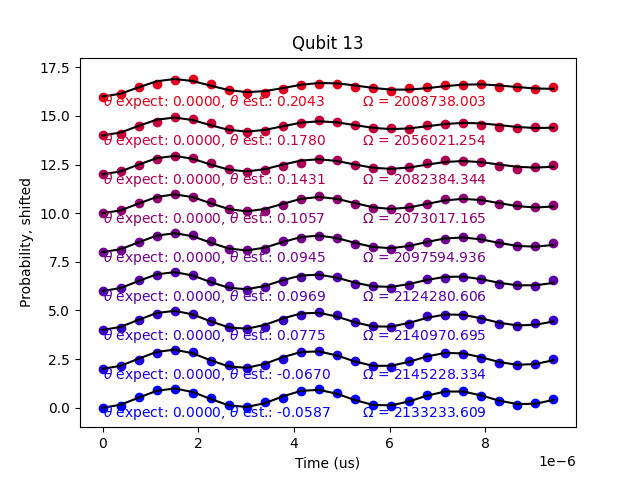 Qubit 13
17.5
θ expect: 0.0000, θ est.: 0.2043 Ω = 2008738.003
15.0
θ expect: 0.0000, θ est.: 0.1780 Ω = 2056021.254
12.5
θ expect: 0.0000, θ est.: 0.1431 Ω = 2082384.344
10.0
θ expect: 0.0000, θ est.: 0.1057 Ω = 2073017.165
7.5
θ expect: 0.0000, θ est.: 0.0945 Ω = 2097594.936
θ expect: 0.0000, θ est.: 0.0969 Ω = 2124280.606
5.0
θ expect: 0.0000, θ est.: 0.0775 Ω = 2140970.695
2.5
θ expect: 0.0000, θ est.: -0.0670 Ω = 2145228.334
0.0
θ expect: 0.0000, θ est.: -0.0587 Ω = 2133233.609
Probability, shifted
0 2 4 6 8
Time (us)
1e−6